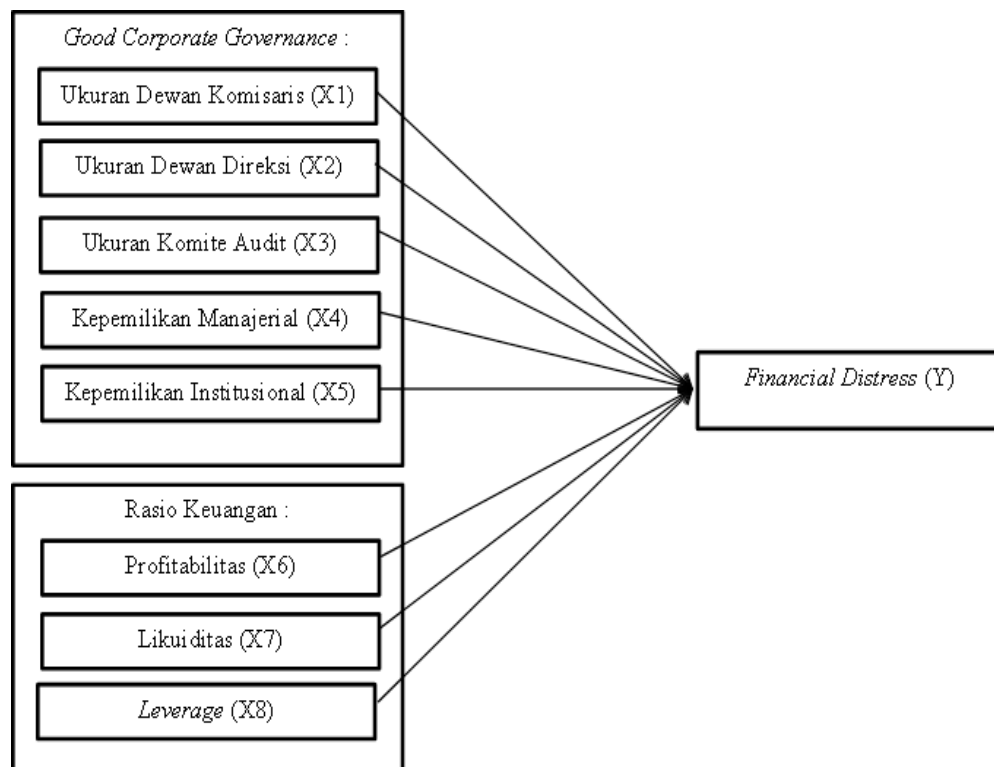 Good Corporate Governance :
Ukuran Dewan Komisaris (X1)
Ukuran Dewan Direksi (X2)
Ukuran Komite Audit (X3)
Kepemilikan Manajerial (X4)
Kepemilikan Institusional (X5)
Financial Distress (Y)
Rasio Keuangan :
Profitabilitas (X6)
Likuiditas (X7)
Leverage (X8)